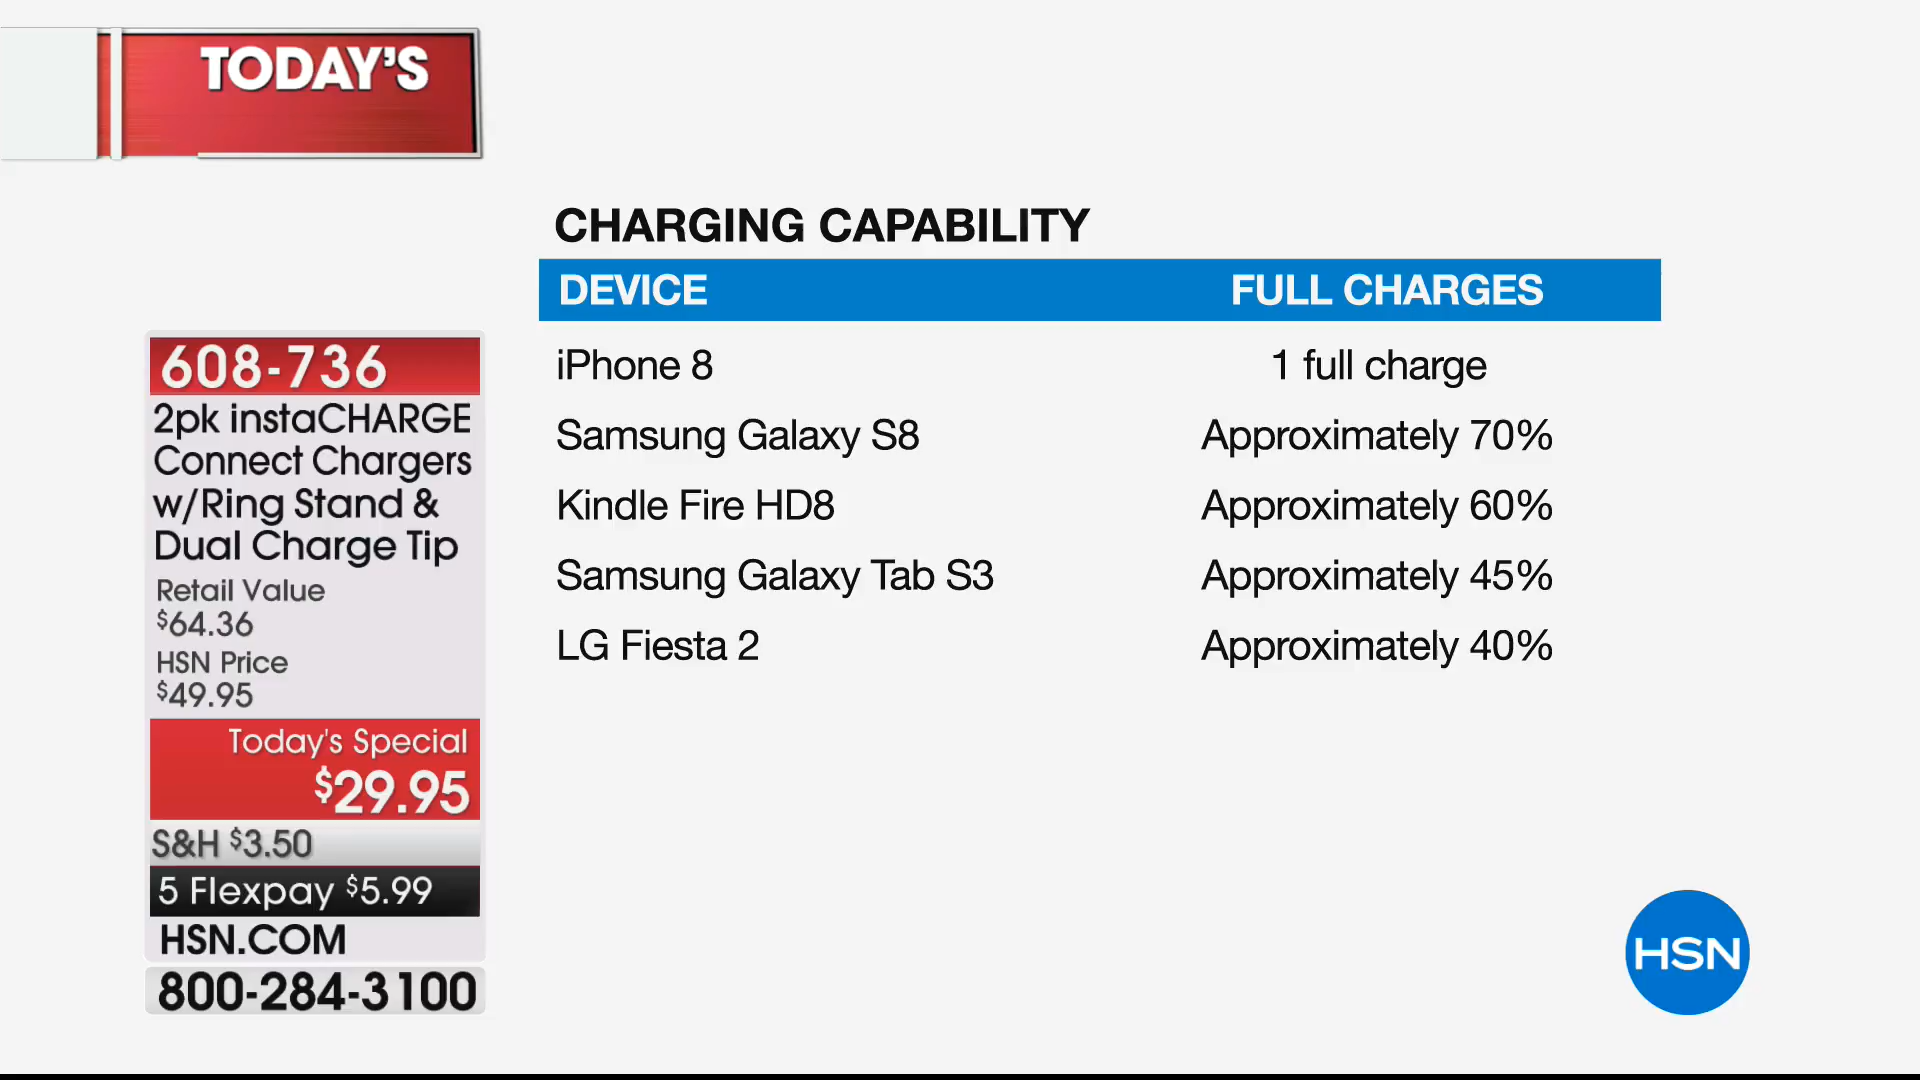 TODAY'S
CHARGING CAPABILITY
DEVICE FULL CHARGES
iPhone 8 1 full charge
Samsung Galaxy S8 Approximately 70%
Kindle Fire HD8 Approximately 60%
Samsung Galaxy Tab S3 Approximately 45%
LG Fiesta 2 Approximately 40%
608-736
2pk instaCHARGE
Connect Chargers
w/Ring Stand &
Dual Charge Tip
Retail Value
$64.36
HSN Price
$49.95
Today's Special
$29.95
S&H $3.50
5 Flexpay $5.99
HSN.COM
800-284-3100
HSN